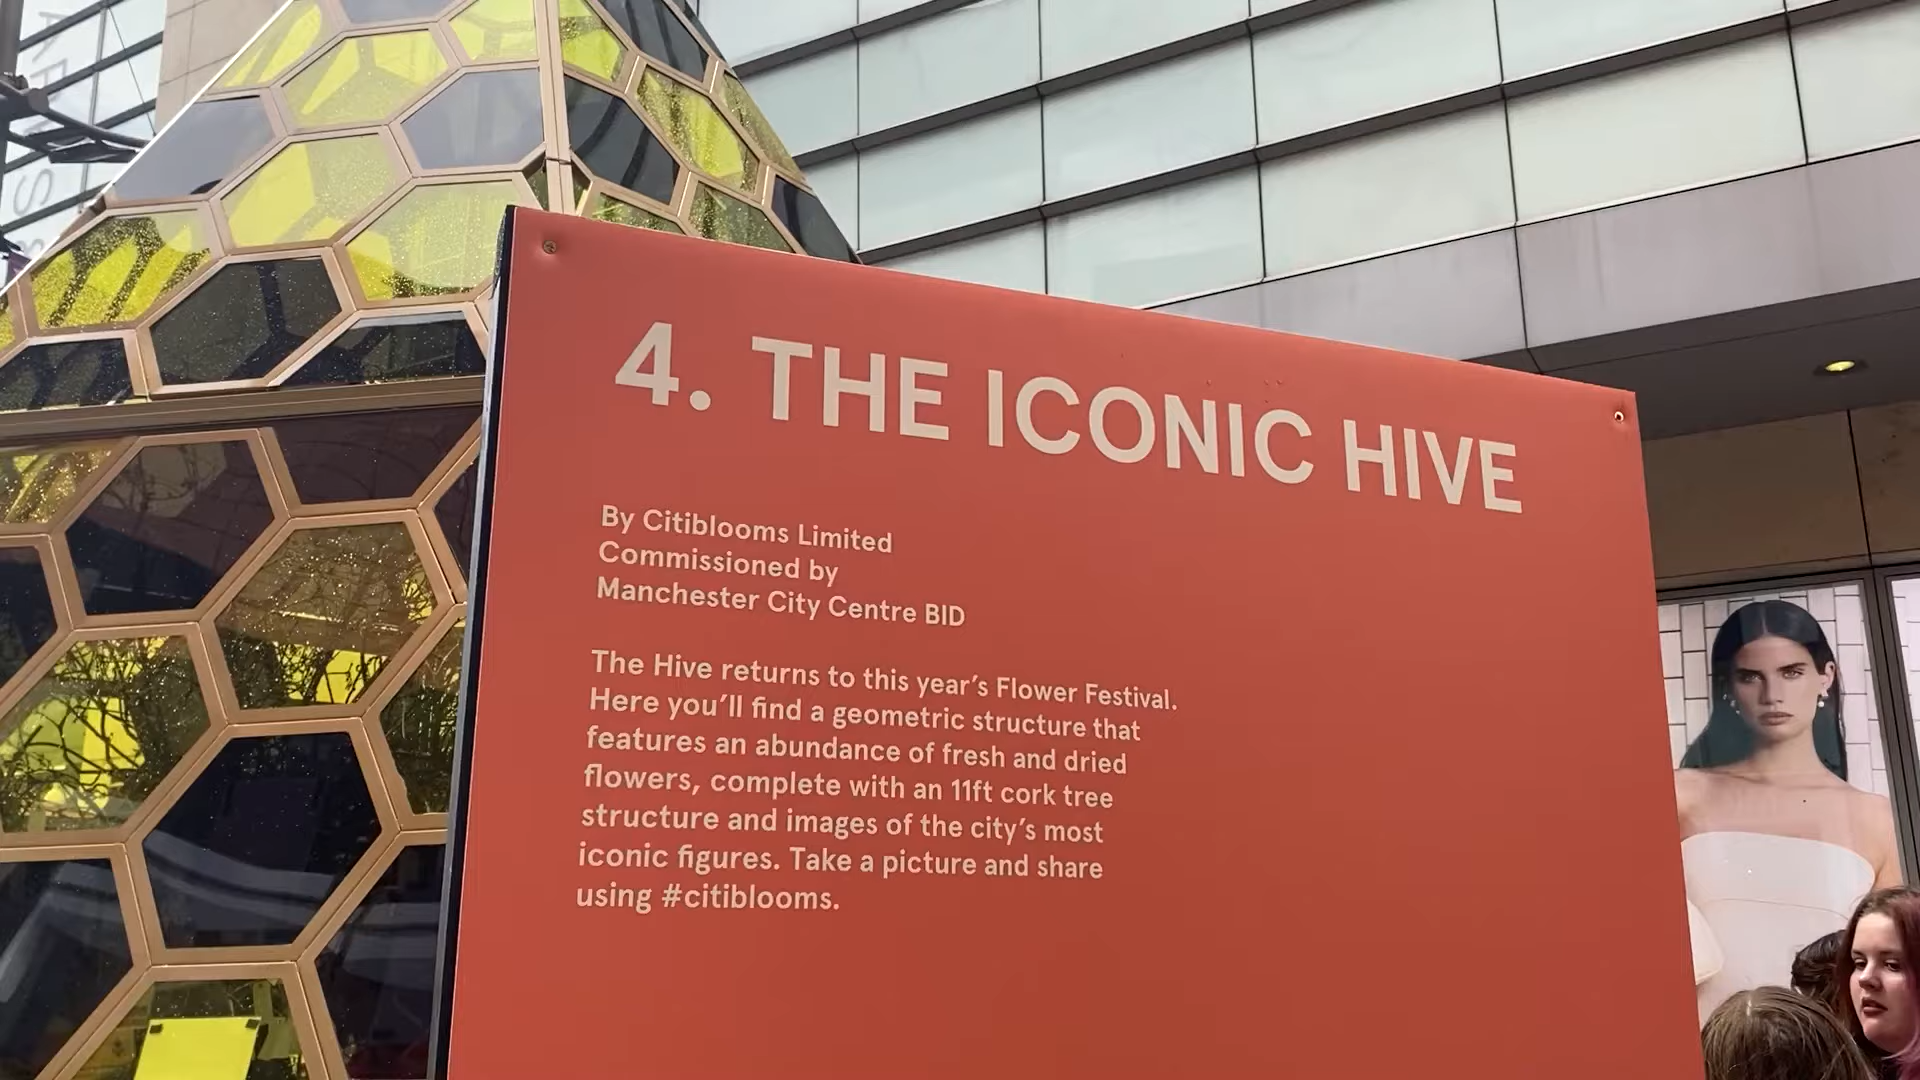 4. THE ICONIC HIVE
By Citiblooms Limited
Commissioned by
Manchester City Centre BID
The Hive returns to this year's Flower Festival.
Here you'll find a geometric structure that
features an abundance of fresh and dried
flowers, complete with an 11ft cork tree
structure and images of the city's most
iconic figures. Take a picture and share
using #citiblooms.